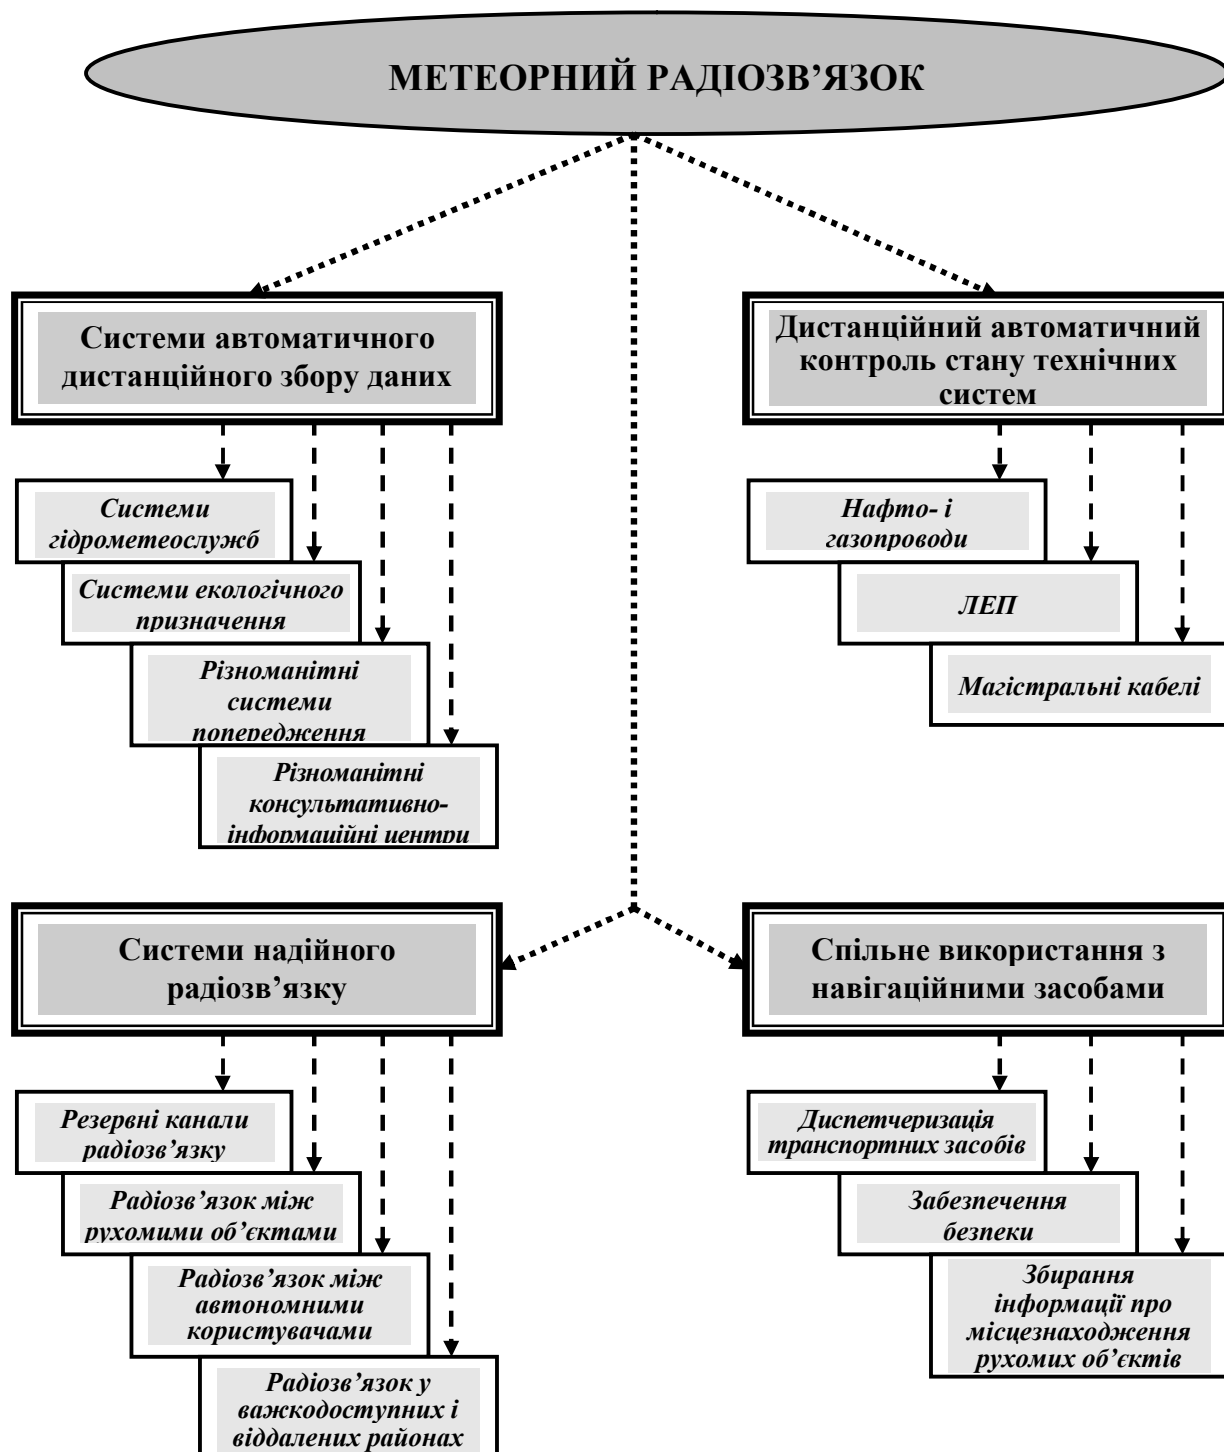 МЕТЕОРНИЙ РАДІОЗВ’ЯЗОК
Системи автоматичного
дистанційного збору даних
Системи
гідрометеослужб
Системи екологічного
призначення
Різноманітні
системи
попередження
Різноманітні
консультативно-
інформаційні центри
Дистанційний автоматичний
контроль стану технічних
систем
Нафто- і
газопроводи
ЛЕП
Магістральні кабелі
Системи надійного
радіозв’язку
Резервні канали
радіозв’язку
Радіозв’язок між
рухомими об’єктами
Радіозв’язок між
автономними
користувачами
Радіозв’язок у
важкодоступних і
віддалених районах
Спільне використання з
навігаційними засобами
Диспетчеризація
транспортних засобів
Забезпечення
безпеки
Збирання
інформації про
місцезнаходження
рухомих об’єктів